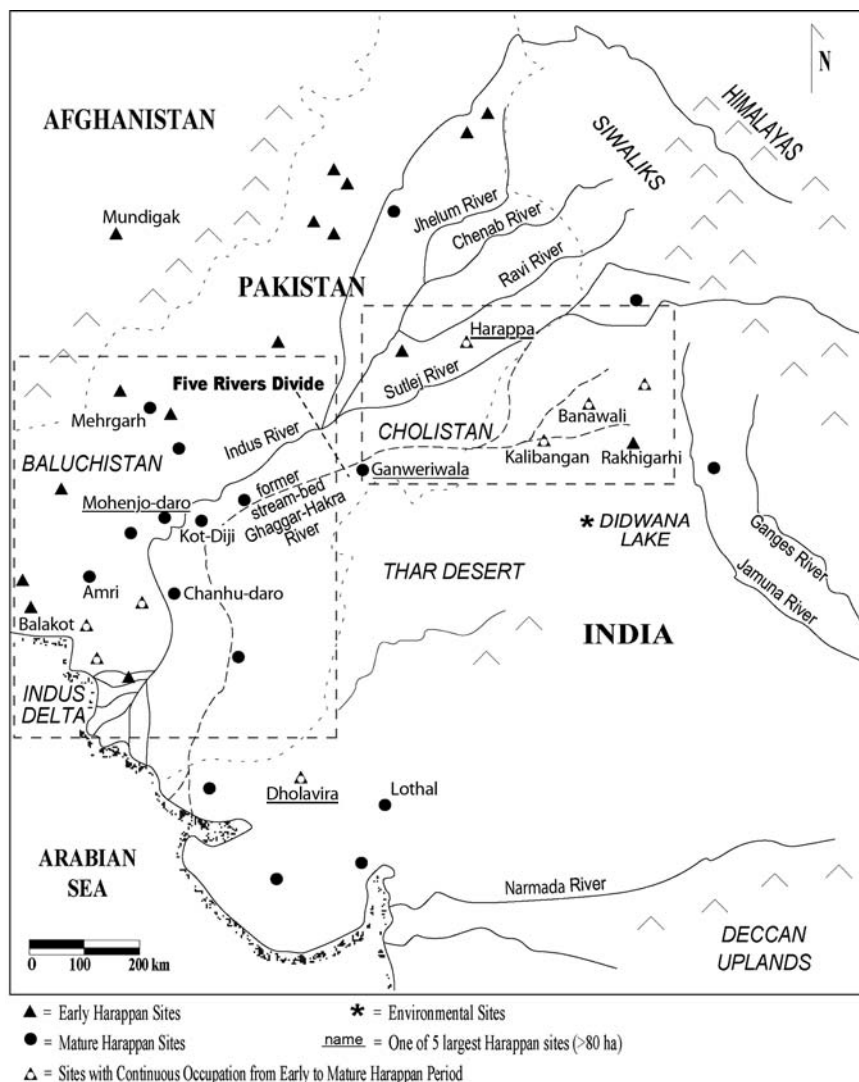 N
HIMALAYAS
SIWALIKS
AFGHANISTAN
Mundigak
Jhelum River
Chenab River
Ravi River
PAKISTAN
Harappa
Sutlej River
Five Rivers Divide
Mehrgarh
Indus River
CHOLISTAN
Banawali
Kalibangan
Rakhigarhi
BALUCHISTAN
Ganweriwala
former
stream-bed
Ghaggar-Hakra
River
Mohenjo-daro
Kot-Diji
* DIDWANA
LAKE
Ganges River
Jamuna River
THAR DESERT
Amri
Chanhu-daro
Balakot
INDIA
INDUS
DELTA
Dholavira
Lothal
ARABIAN
SEA
Narmada River
DECCAN
UPLANDS
0 100 200 km
▲ = Early Harappan Sites
* = Environmental Sites
● = Mature Harappan Sites
name = One of 5 largest Harappan sites (>80 ha)
△ = Sites with Continuous Occupation from Early to Mature Harappan Period